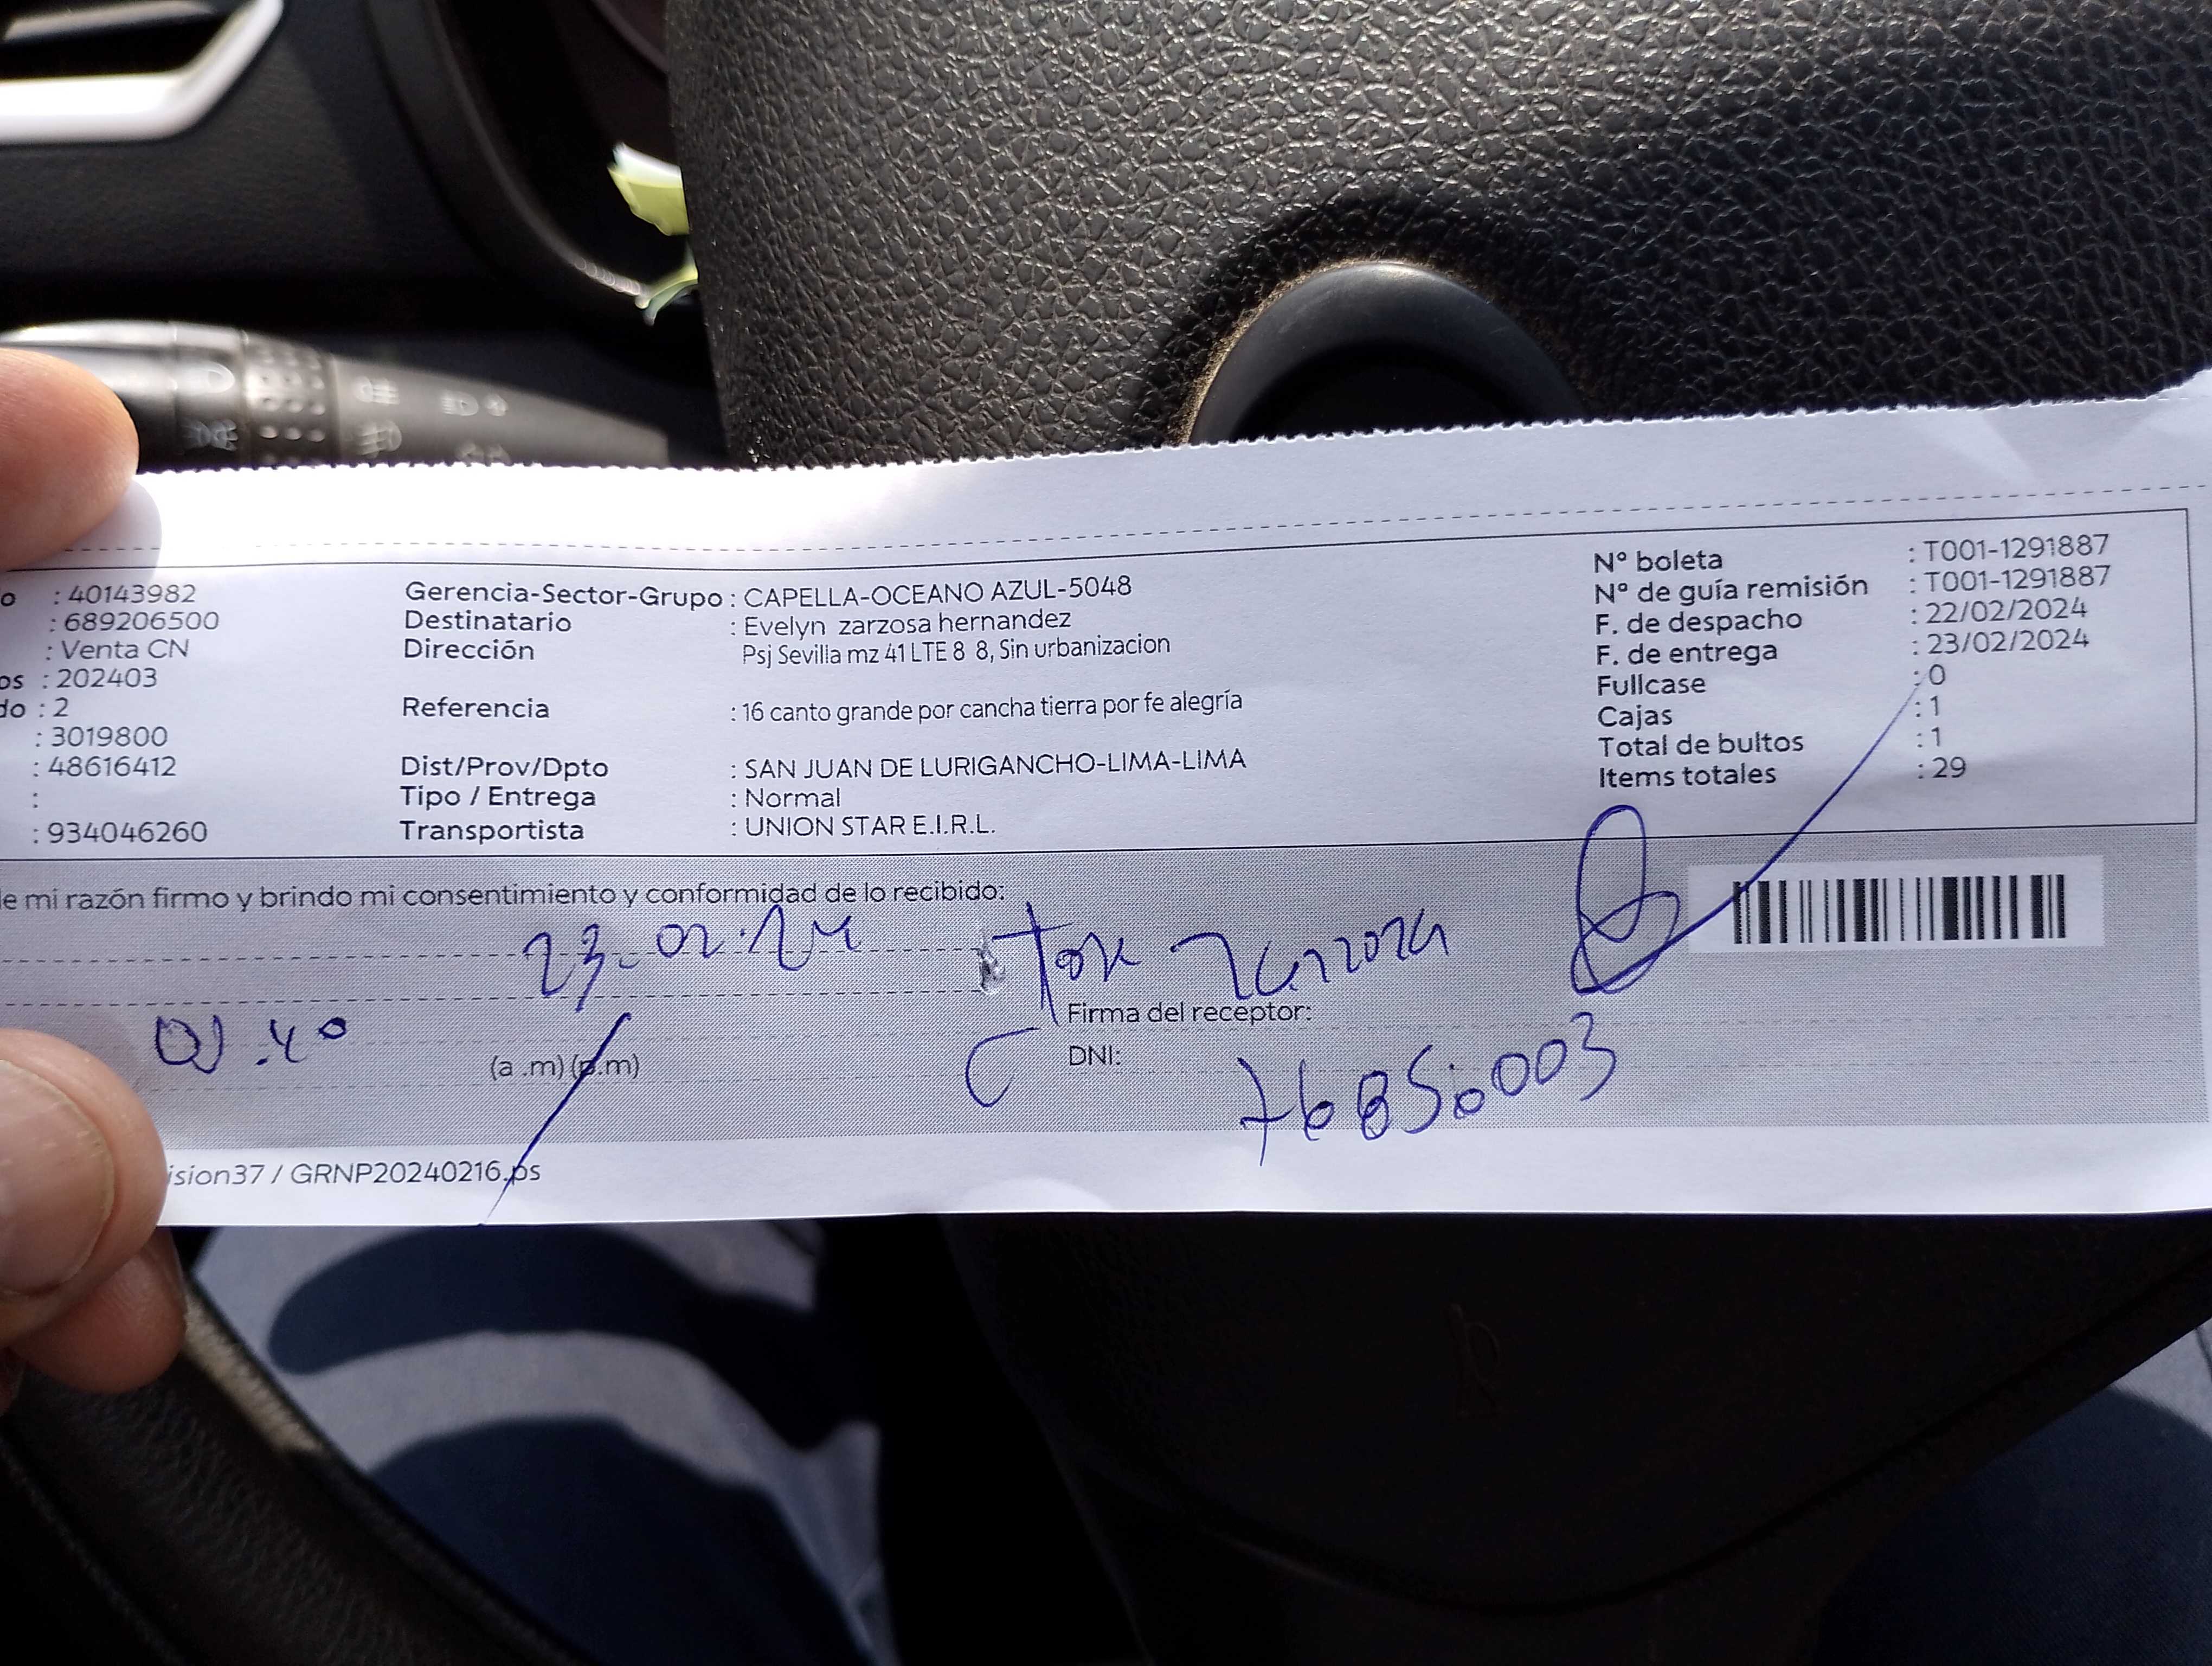 o : 40143982
: 689206500
: Venta CN
os : 202403
do : 2
: 3019800
: 48616412
:
: 934046260
Gerencia-Sector-Grupo : CAPELLA-OCEANO AZUL-5048
Destinatario : Evelyn zarzosa hernandez
Dirección Psj Sevilla mz 41 LTE 8 8, Sin urbanizacion
Referencia : 16 canto grande por cancha tierra por fe alegría
Dist/Prov/Dpto : SAN JUAN DE LURIGANCHO-LIMA-LIMA
Tipo / Entrega : Normal
Transportista : UNION STAR E.I.R.L.
N° boleta : T001-1291887
N° de guía remisión : T001-1291887
F. de despacho : 22/02/2024
F. de entrega : 23/02/2024
Fullcase : 0
Cajas : 1
Total de bultos : 1
Items totales : 29
de mi razón firmo y brindo mi consentimiento y conformidad de lo recibido:
23-02.24
Firma del receptor:
(a .m) (p.m)
DNI:
ision37 / GRNP20240216.ps